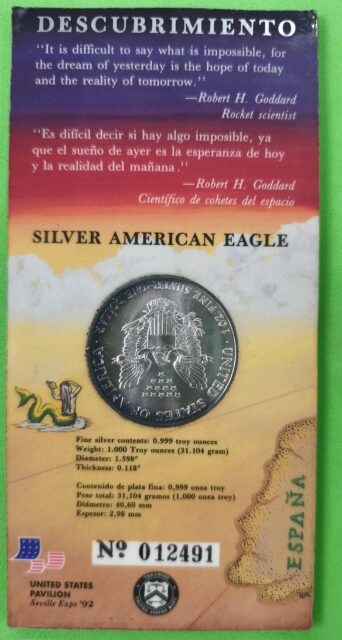 DESCUBRIMIENTO
"It is difficult to say what is impossible, for
the dream of yesterday is the hope of today
and the reality of tomorrow."
—Robert H. Goddard
Rocket scientist
"Es difícil decir si hay algo imposible, ya
que el sueño de ayer es la esperanza de hoy
y la realidad del mañana."
—Robert H. Goddard
Científico de cohetes del espacio
SILVER AMERICAN EAGLE
UNITED STATES OF AMERICA
1 OZ. FINE SILVER~ONE DOLLAR
Fine silver contents: 0.999 troy ounces
Weight: 1.000 Troy ounces (31.104 gram)
Diameter: 1.598"
Thickness: 0.118"
Contenido de plata fina: 0,999 onza troy
Peso total: 31,104 gramos (1,000 onza troy)
Diámetro: 40,60 mm
Espesor: 2,98 mm
ESPAÑA
Nº 012491
UNITED STATES
PAVILION
Seville Expo '92